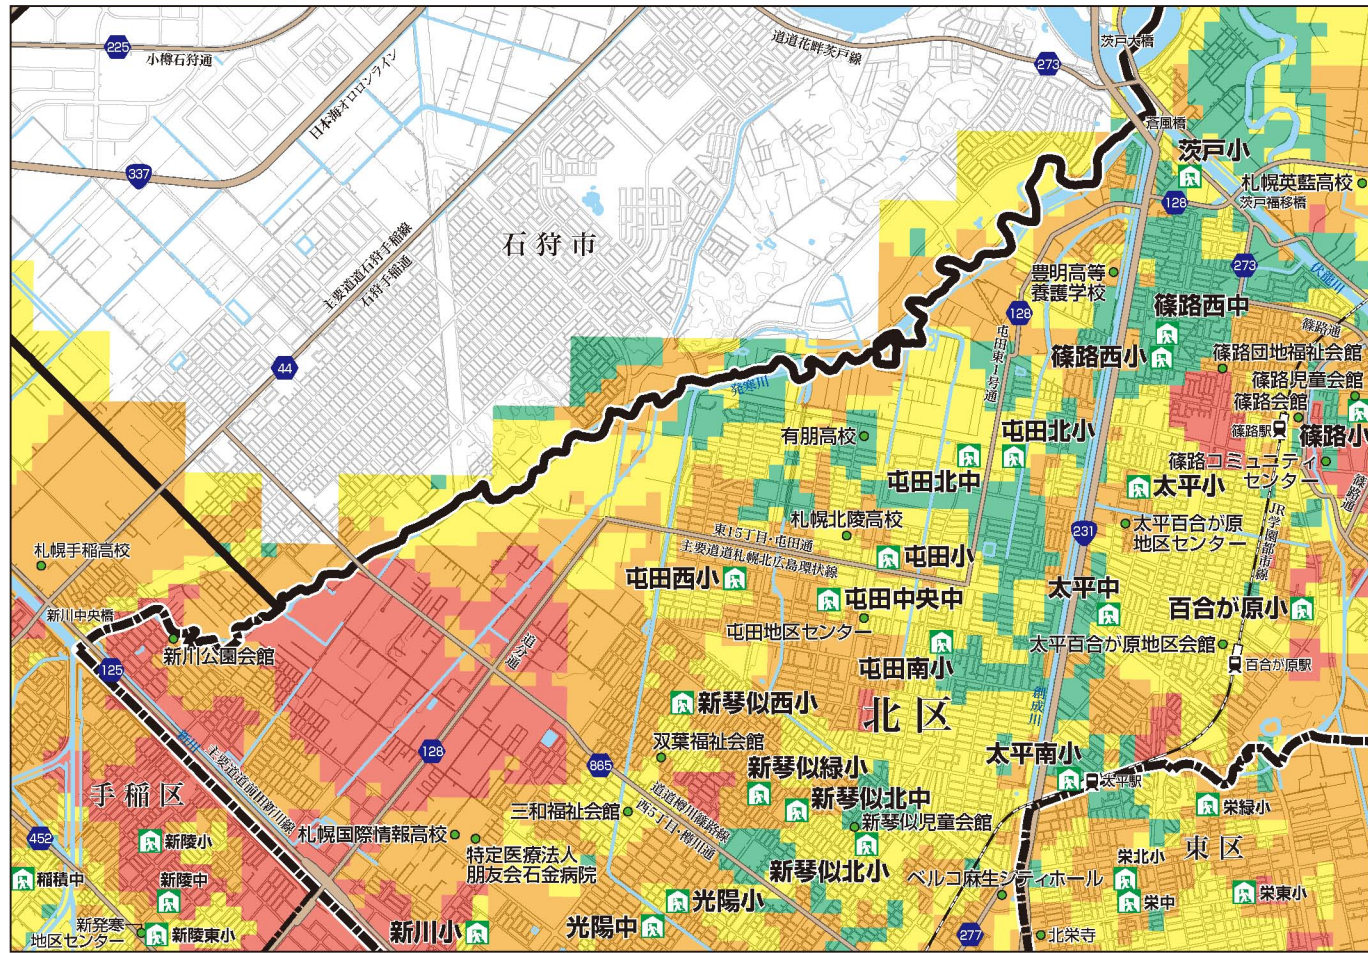 225
小樽石狩通
日本海オロロンライン
道道花畔茨戸線
273
茨戸大橋
蒼風橋
茨戸小
札幌英藍高校
茨戸福移橋
128
337
主要道道石狩手稲線
石狩手稲通
石狩市
伏籠川
273
豊明高等
養護学校
128
篠路西中
篠路通
屯田東1号通
篠路西小
篠路団地福祉会館
篠路児童会館
篠路会館
44
発寒川
有朋高校
屯田北小
篠路駅
篠路小
屯田北中
篠路コミュニティ
センター
太平小
篠路通
JR学園都市線
札幌北陵高校
東15丁目・屯田通
主要道道札幌北広島環状線
231
太平百合が原
地区センター
札幌手稲高校
屯田小
屯田西小
屯田中央中
太平中
百合が原小
新川中央橋
屯田地区センター
新川公園会館
追分通
屯田南小
太平百合が原地区会館
百合が原駅
125
新琴似西小
北区
創成川
新川
主要道道前田新川線
128
865
双葉福祉会館
新琴似緑小
太平南小
太平駅
手稲区
新琴似北中
栄緑小
三和福祉会館
道道樽川篠路線
西5丁目・樽川通
新琴似児童会館
452
新陵小
札幌国際情報高校
特定医療法人
朋友会石金病院
新琴似北小
東区
栄北小
稲積中
新陵中
ベルコ麻生シティホール
栄東小
光陽小
栄中
新発寒
地区センター
新陵東小
新川小
光陽中
277
北栄寺